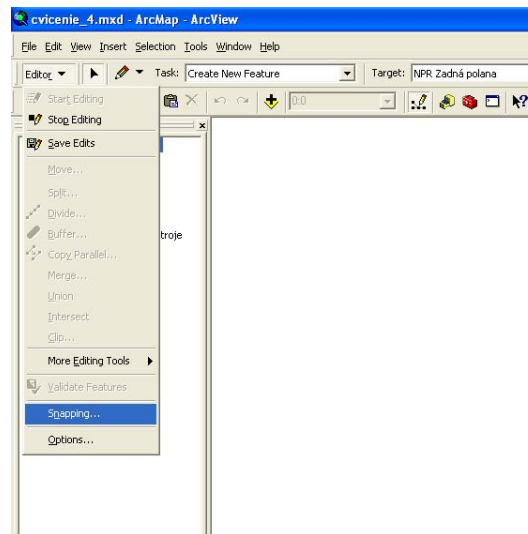 cvicenie_4.mxd - ArcMap - ArcView
File Edit View Insert Selection Tools Window Help
Editor Task: Create New Feature Target: NPR Zadná polana
0:0
Start Editing
Stop Editing
Save Edits
Move...
Split...
Divide...
Buffer...
troje
Copy Parallel...
Merge...
Union
Intersect
Clip...
More Editing Tools
Validate Features
Snapping...
Options...